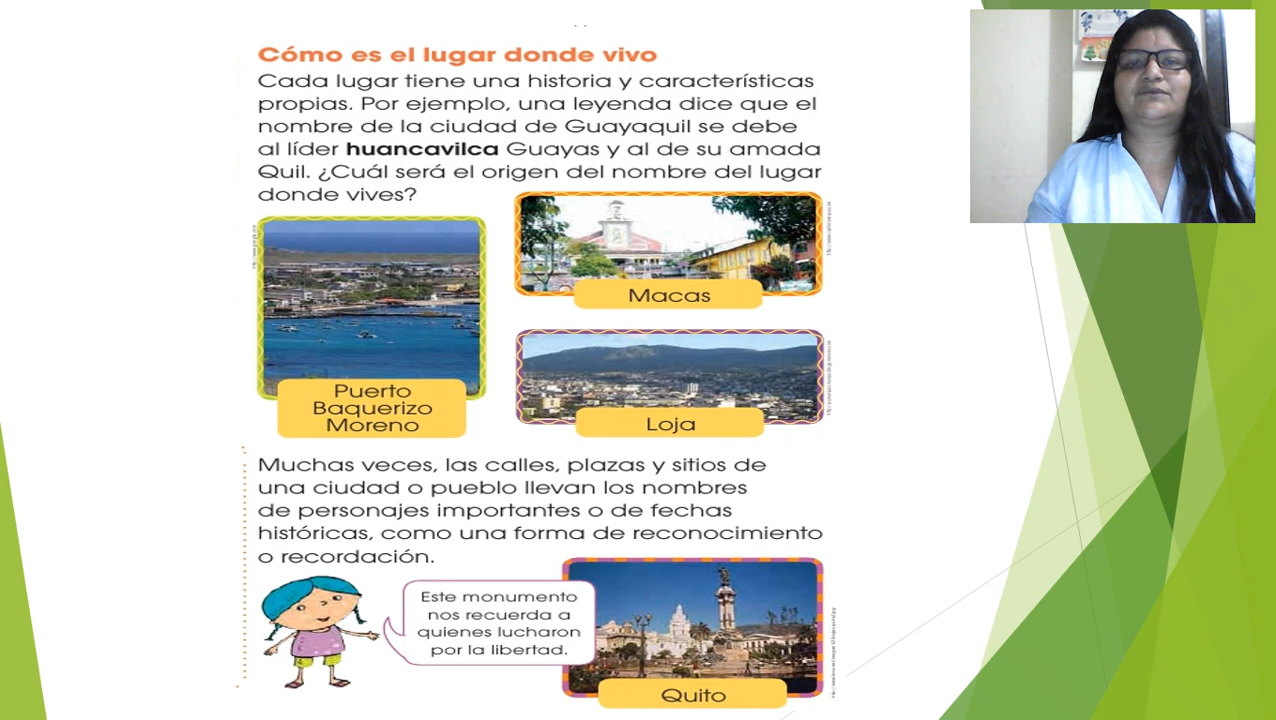 Cómo es el lugar donde vivo
Cada lugar tiene una historia y características
propias. Por ejemplo, una leyenda dice que el
nombre de la ciudad de Guayaquil se debe
al líder huancavilca Guayas y al de su amada
Quil. ¿Cuál será el origen del nombre del lugar
donde vives?
Macas
Puerto
Baquerizo
Moreno
Loja
Muchas veces, las calles, plazas y sitios de
una ciudad o pueblo llevan los nombres
de personajes importantes o de fechas
históricas, como una forma de reconocimiento
o recordación.
Este monumento
nos recuerda a
quienes lucharon
por la libertad.
Quito